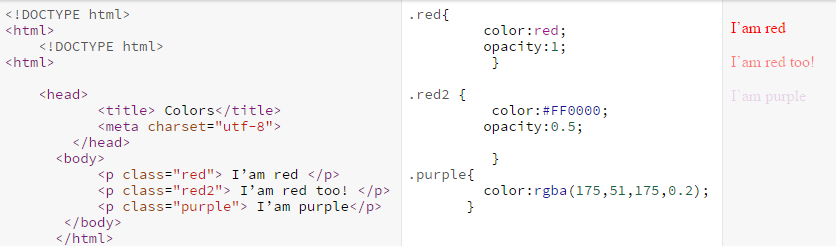 <!DOCTYPE html>
<html>
<!DOCTYPE html>
<html>
<head>
<title> Colors</title>
<meta charset="utf-8">
</head>
<body>
<p class="red"> I’am red </p>
<p class="red2"> I’am red too! </p>
<p class="purple"> I’am purple</p>
</body>
</html>
.red{
color:red;
opacity:1;
}
.red2 {
color:#FF0000;
opacity:0.5;
}
.purple{
color:rgba(175,51,175,0.2);
}
I’am red
I’am red too!
I’am purple